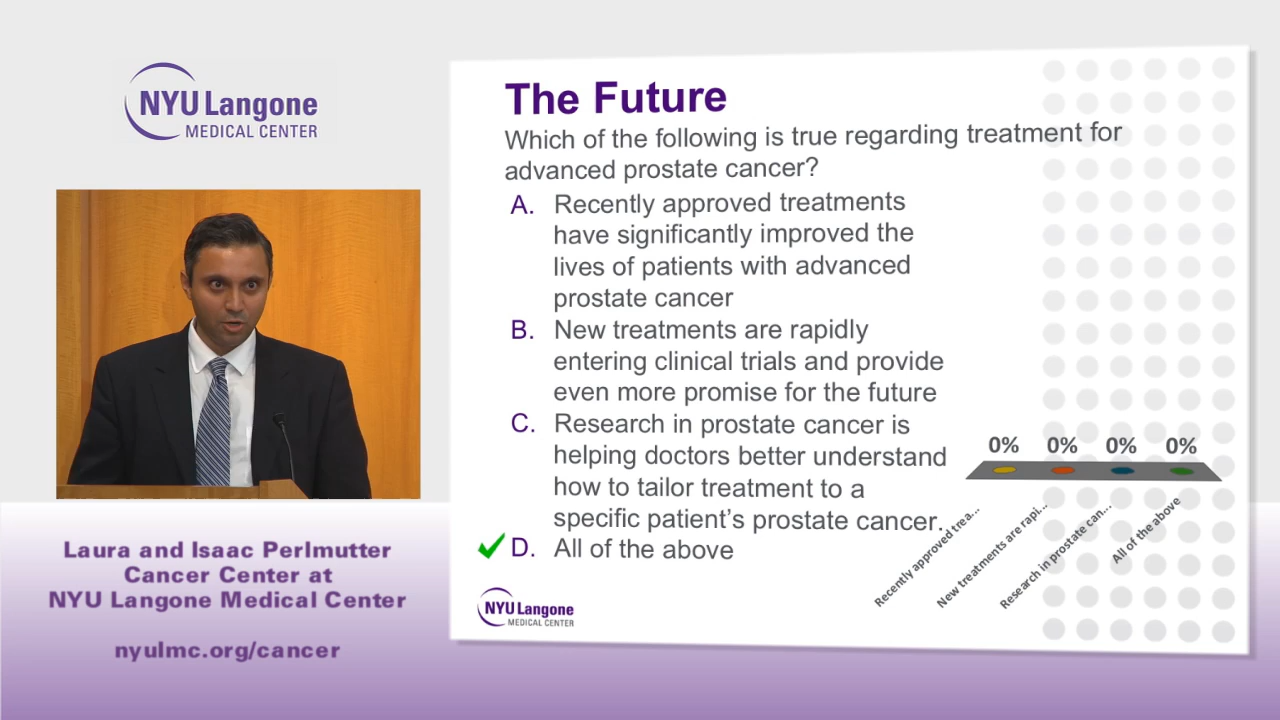 NYU Langone
MEDICAL CENTER
Laura and Isaac Perlmutter
Cancer Center at
NYU Langone Medical Center
nyulmc.org/cancer
The Future
Which of the following is true regarding treatment for
advanced prostate cancer?
A. Recently approved treatments
have significantly improved the
lives of patients with advanced
prostate cancer
B. New treatments are rapidly
entering clinical trials and provide
even more promise for the future
C. Research in prostate cancer is
helping doctors better understand
how to tailor treatment to a
specific patient's prostate cancer.
D. All of the above
0% 0% 0% 0%
Recently approved trea...
New treatments are rapi...
Research in prostate can...
All of the above
NYU Langone
MEDICAL CENTER